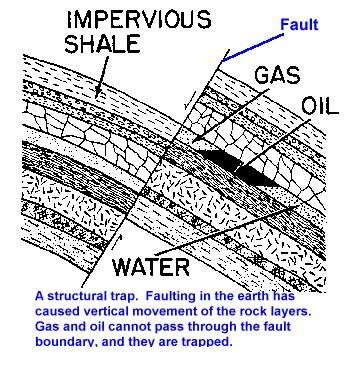 IMPERVIOUS
SHALE
Fault
GAS
OIL
WATER
A structural trap.  Faulting in the earth has
caused vertical movement of the rock layers.
Gas and oil cannot pass through the fault
boundary, and they are trapped.